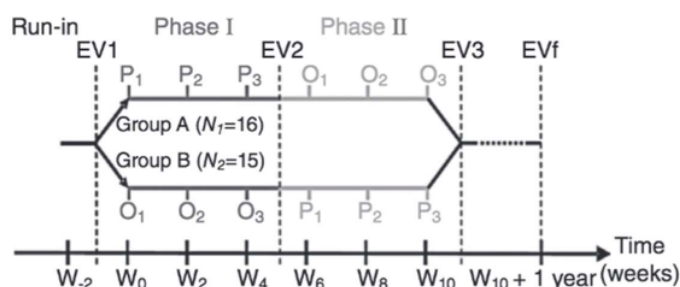 Run-in Phase I Phase II
EV1 EV2 EV3 EVf
P₁ P₂ P₃ O₁ O₂ O₃
Group A (N₁=16)
Group B (N₂=15)
O₁ O₂ O₃ P₁ P₂ P₃
Time
W₋₂ W₀ W₂ W₄ W₆ W₈ W₁₀ W₁₀ + 1 year (weeks)